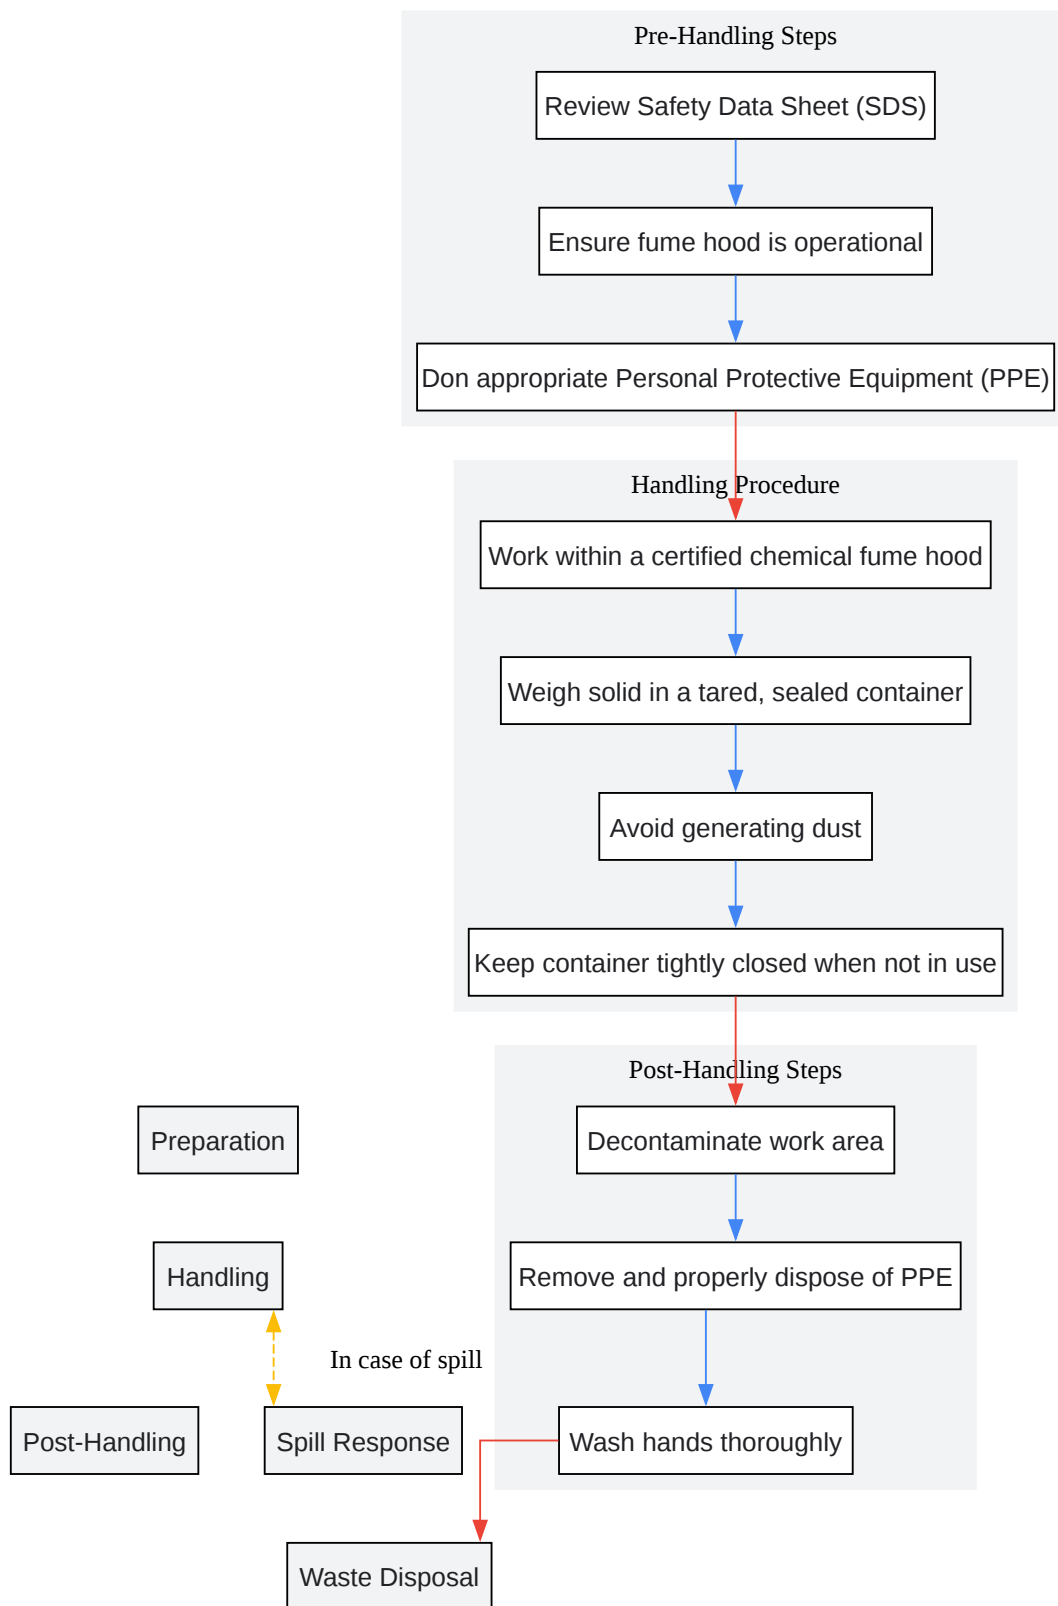 Pre-Handling Steps
Review Safety Data Sheet (SDS)
Ensure fume hood is operational
Don appropriate Personal Protective Equipment (PPE)
Handling Procedure
Work within a certified chemical fume hood
Weigh solid in a tared, sealed container
Avoid generating dust
Keep container tightly closed when not in use
Post-Handling Steps
Preparation
Decontaminate work area
Handling
Remove and properly dispose of PPE
In case of spill
Post-Handling
Spill Response
Wash hands thoroughly
Waste Disposal